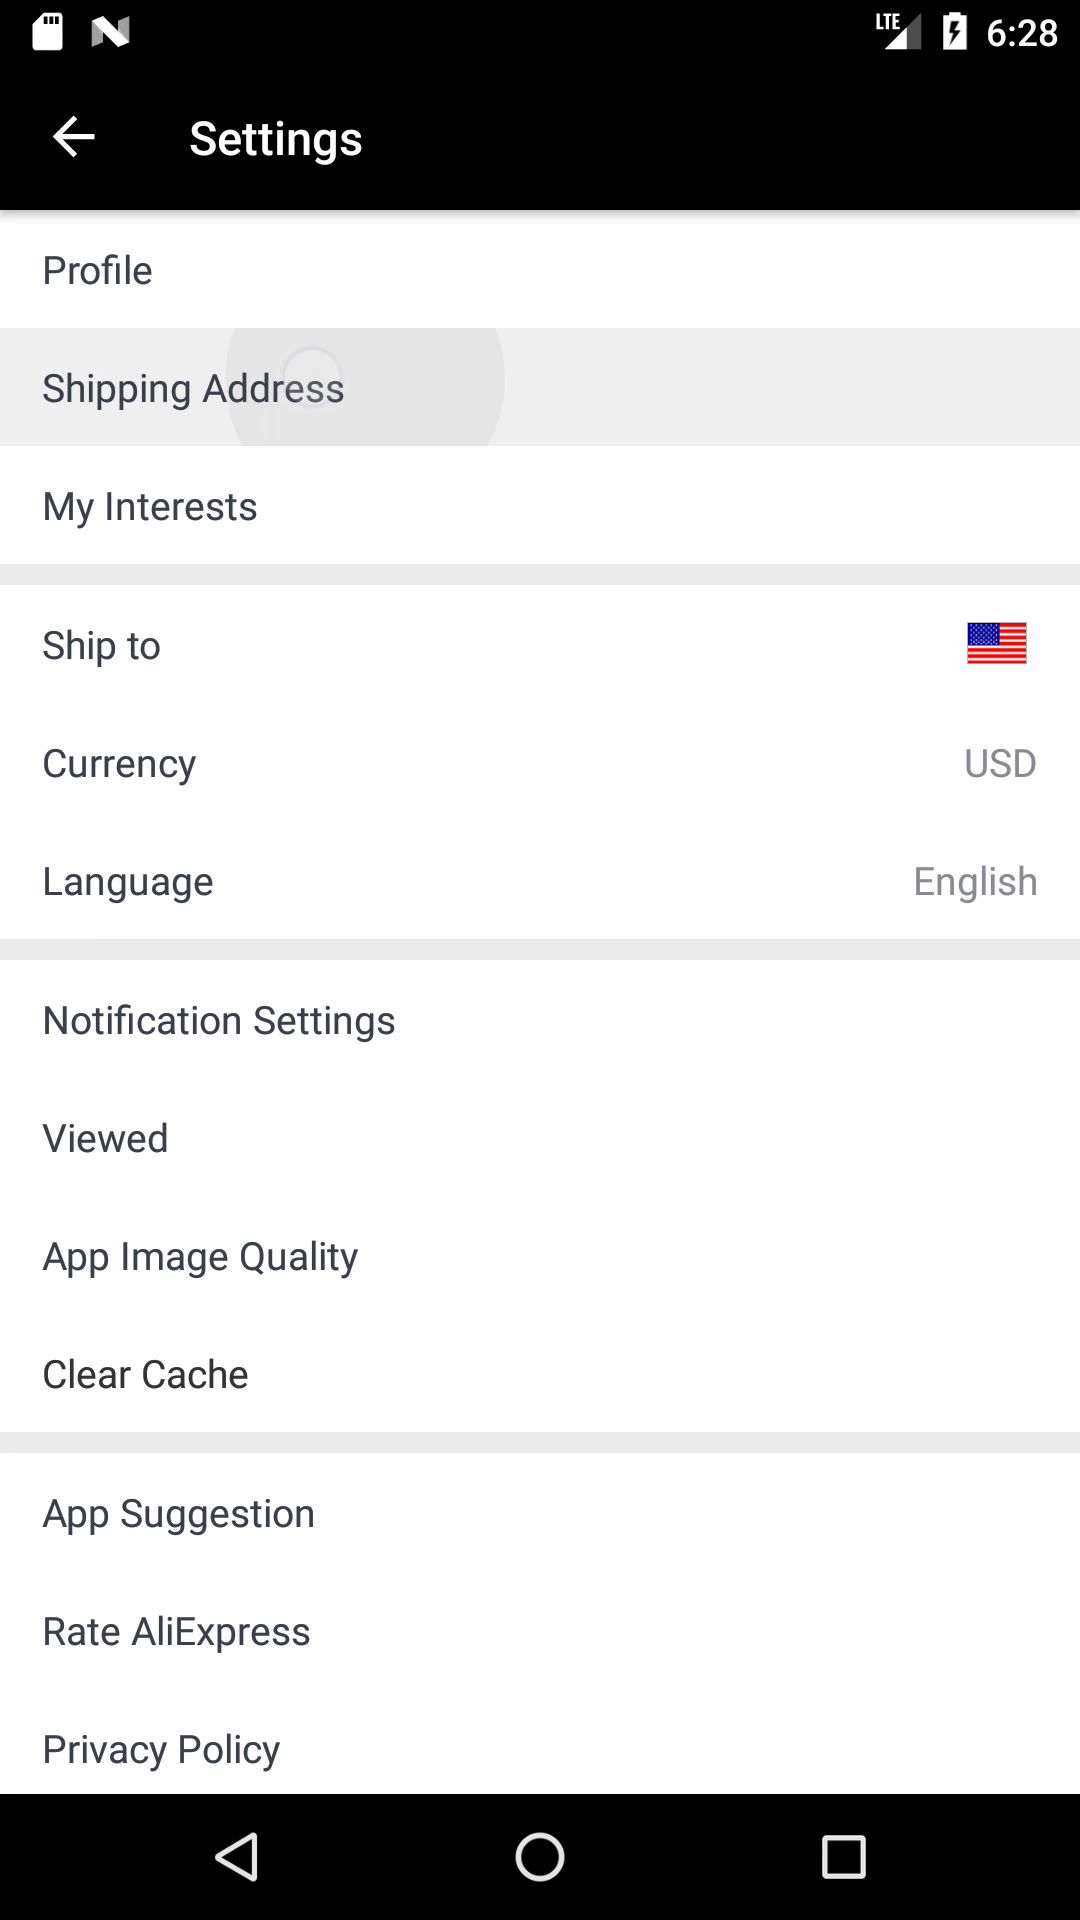 LTE 6:28
Settings
Profile
Shipping Address
My Interests
Ship to
Currency USD
Language English
Notification Settings
Viewed
App Image Quality
Clear Cache
App Suggestion
Rate AliExpress
Privacy Policy